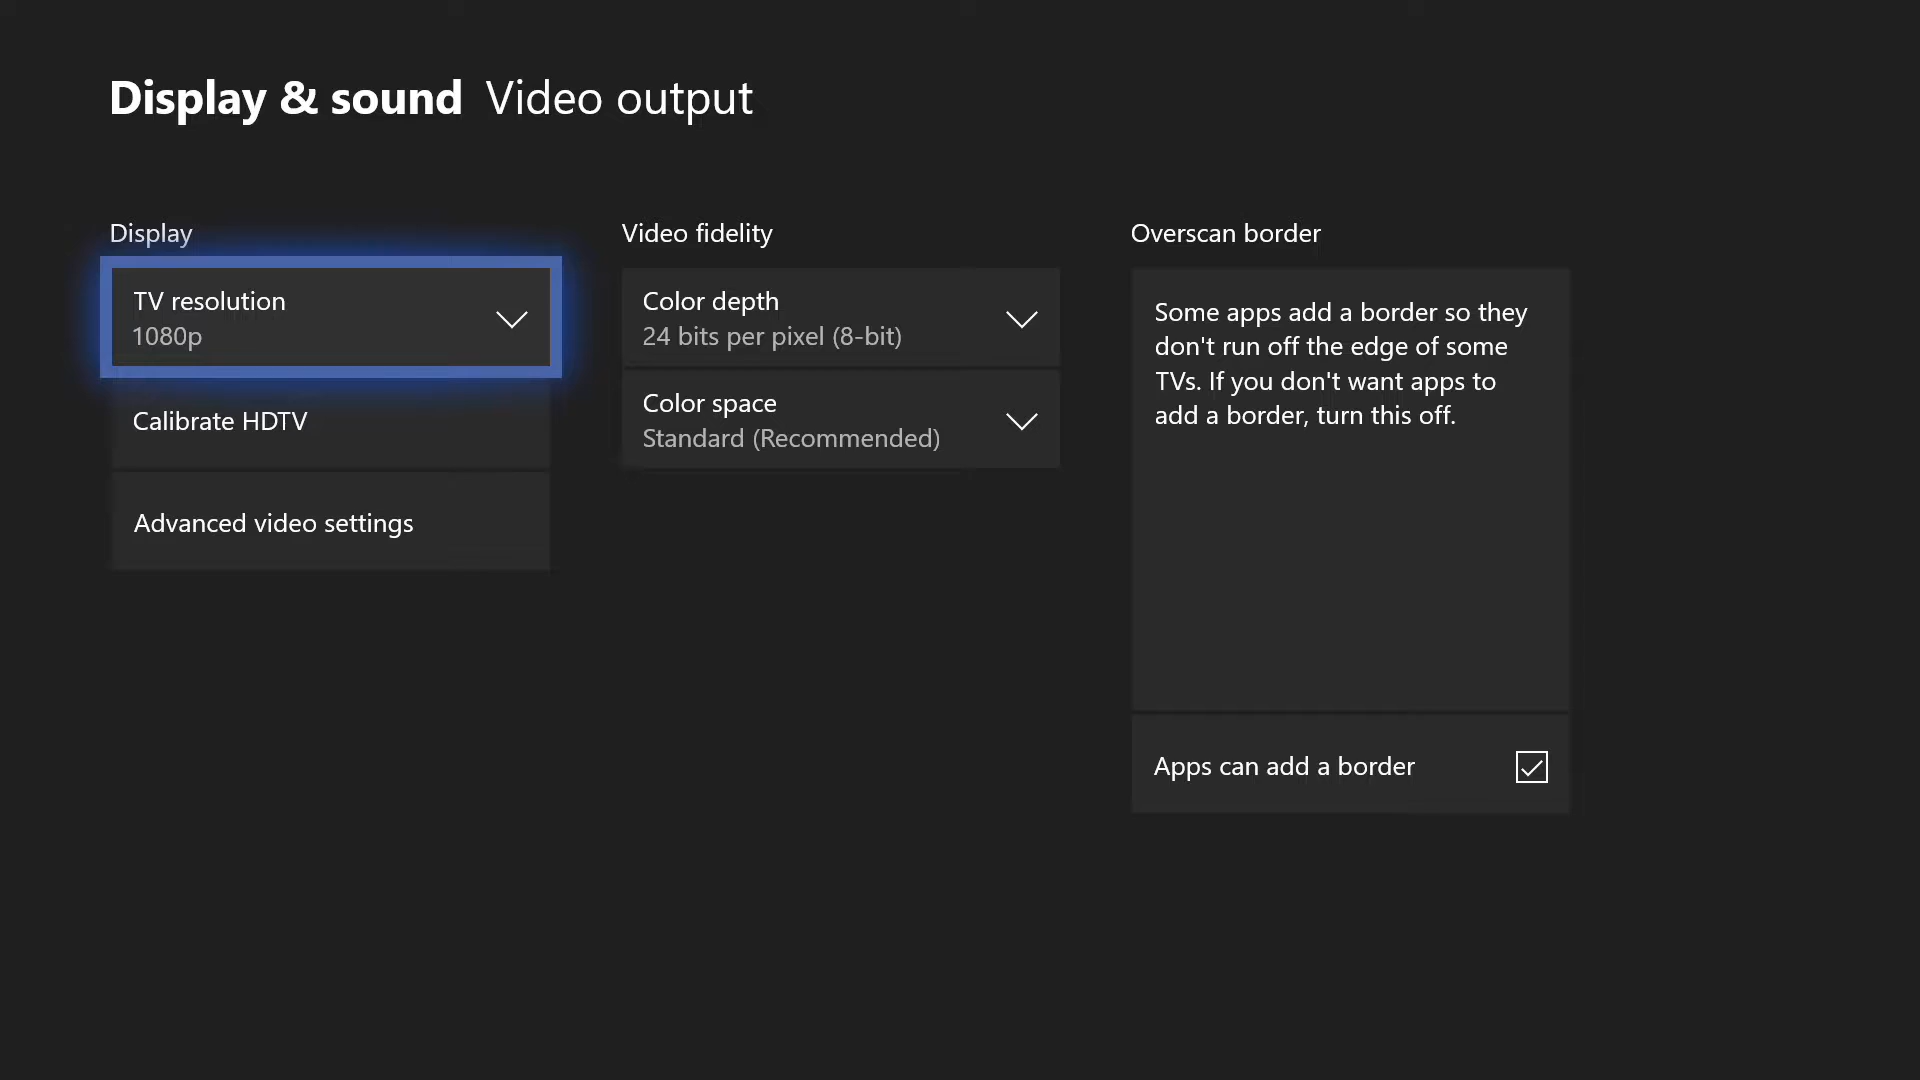 Display & sound Video output
Display
TV resolution
1080p
Calibrate HDTV
Advanced video settings
Video fidelity
Color depth
24 bits per pixel (8-bit)
Color space
Standard (Recommended)
Overscan border
Some apps add a border so they
don't run off the edge of some
TVs. If you don't want apps to
add a border, turn this off.
Apps can add a border